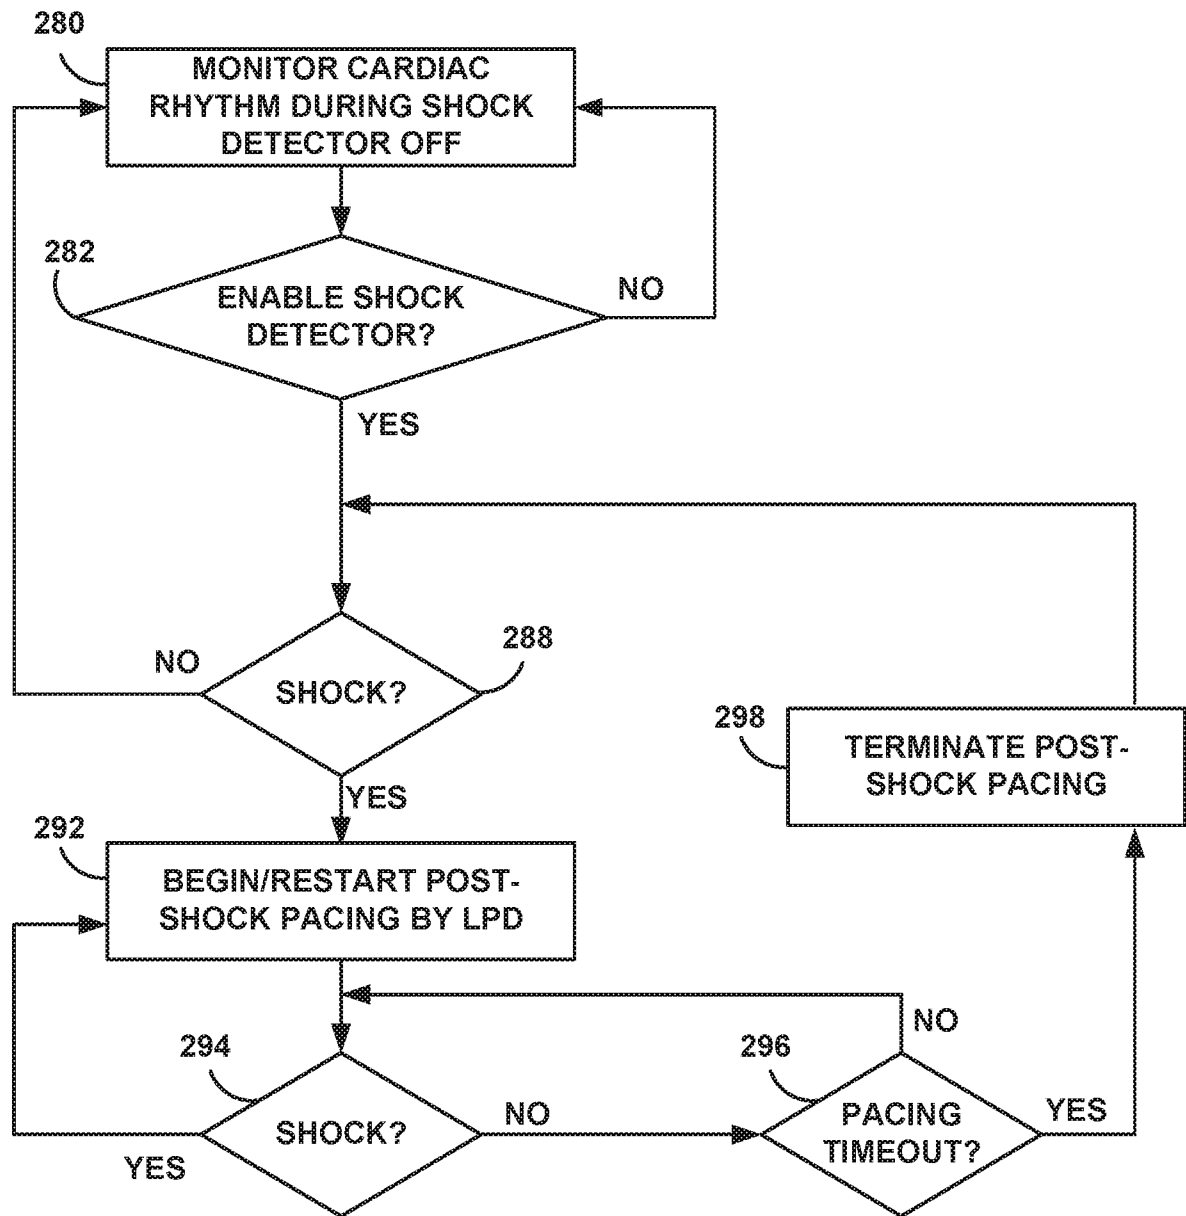 280
MONITOR CARDIAC
RHYTHM DURING SHOCK
DETECTOR OFF
282
ENABLE SHOCK
DETECTOR?
NO
YES
288
NO
SHOCK?
298
TERMINATE POST-
SHOCK PACING
YES
292
BEGIN/RESTART POST-
SHOCK PACING BY LPD
294
296
NO
SHOCK?
NO
PACING
TIMEOUT?
YES
YES